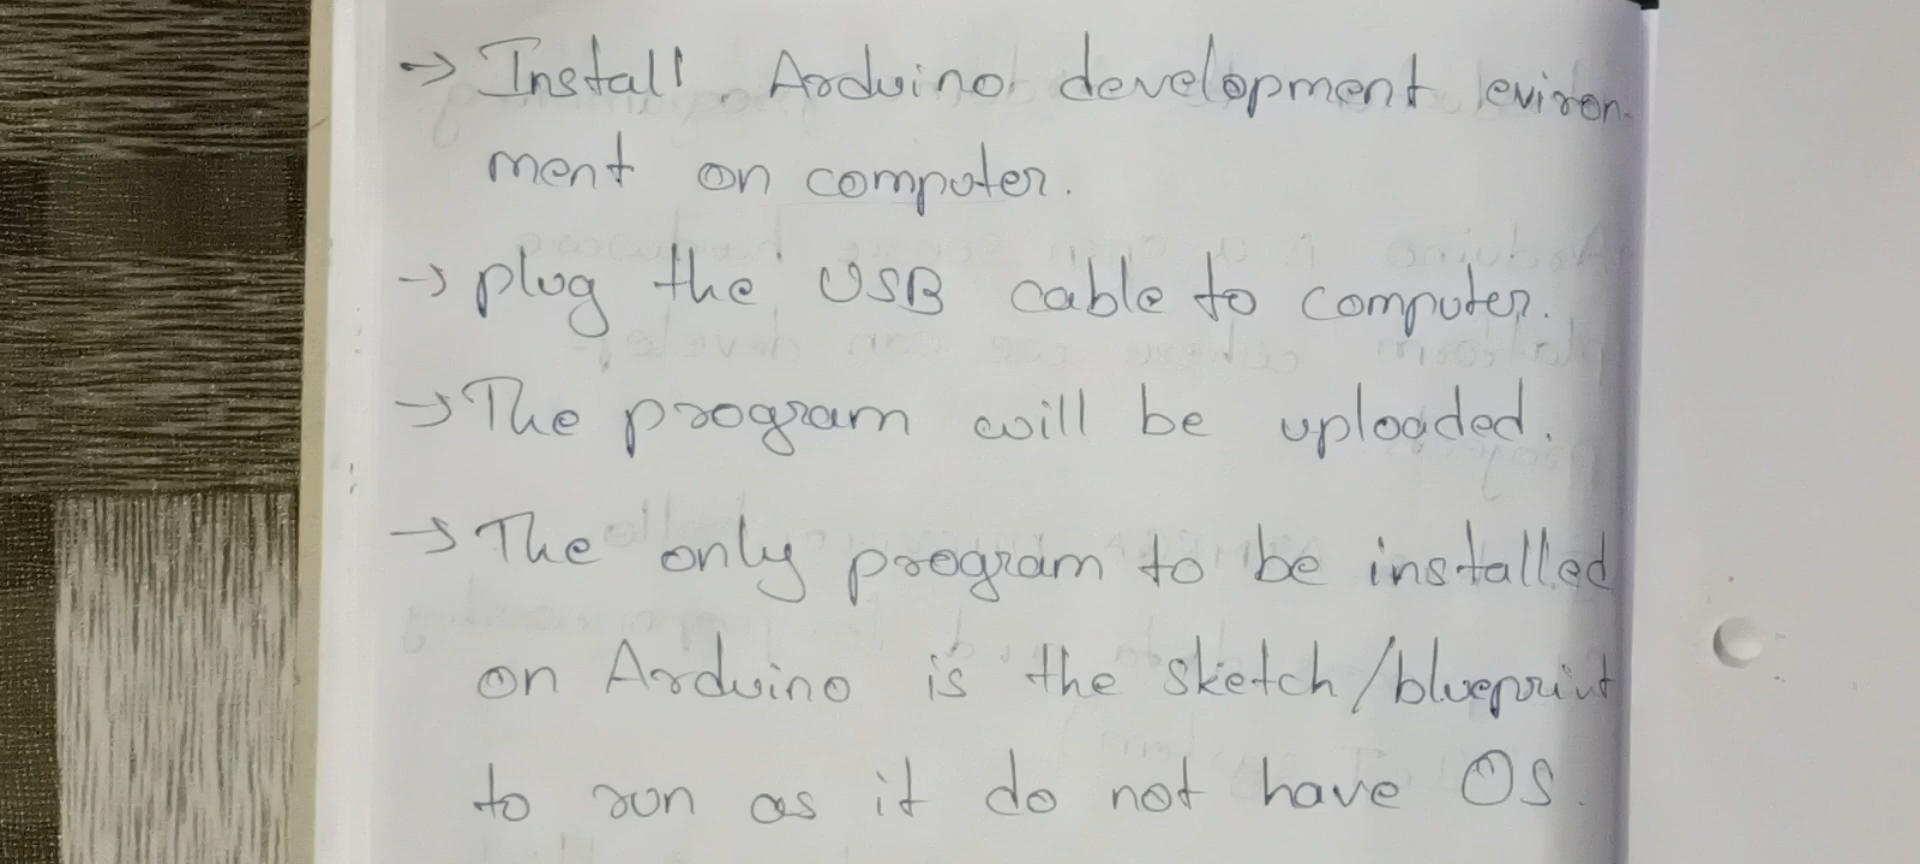 → Install Arduino development eviron-
ment on computer.
→ plug the USB cable to computer.
→ The program will be uploaded.
→ The only program to be installed
on Arduino is the sketch/blueprint
to run as it do not have OS.